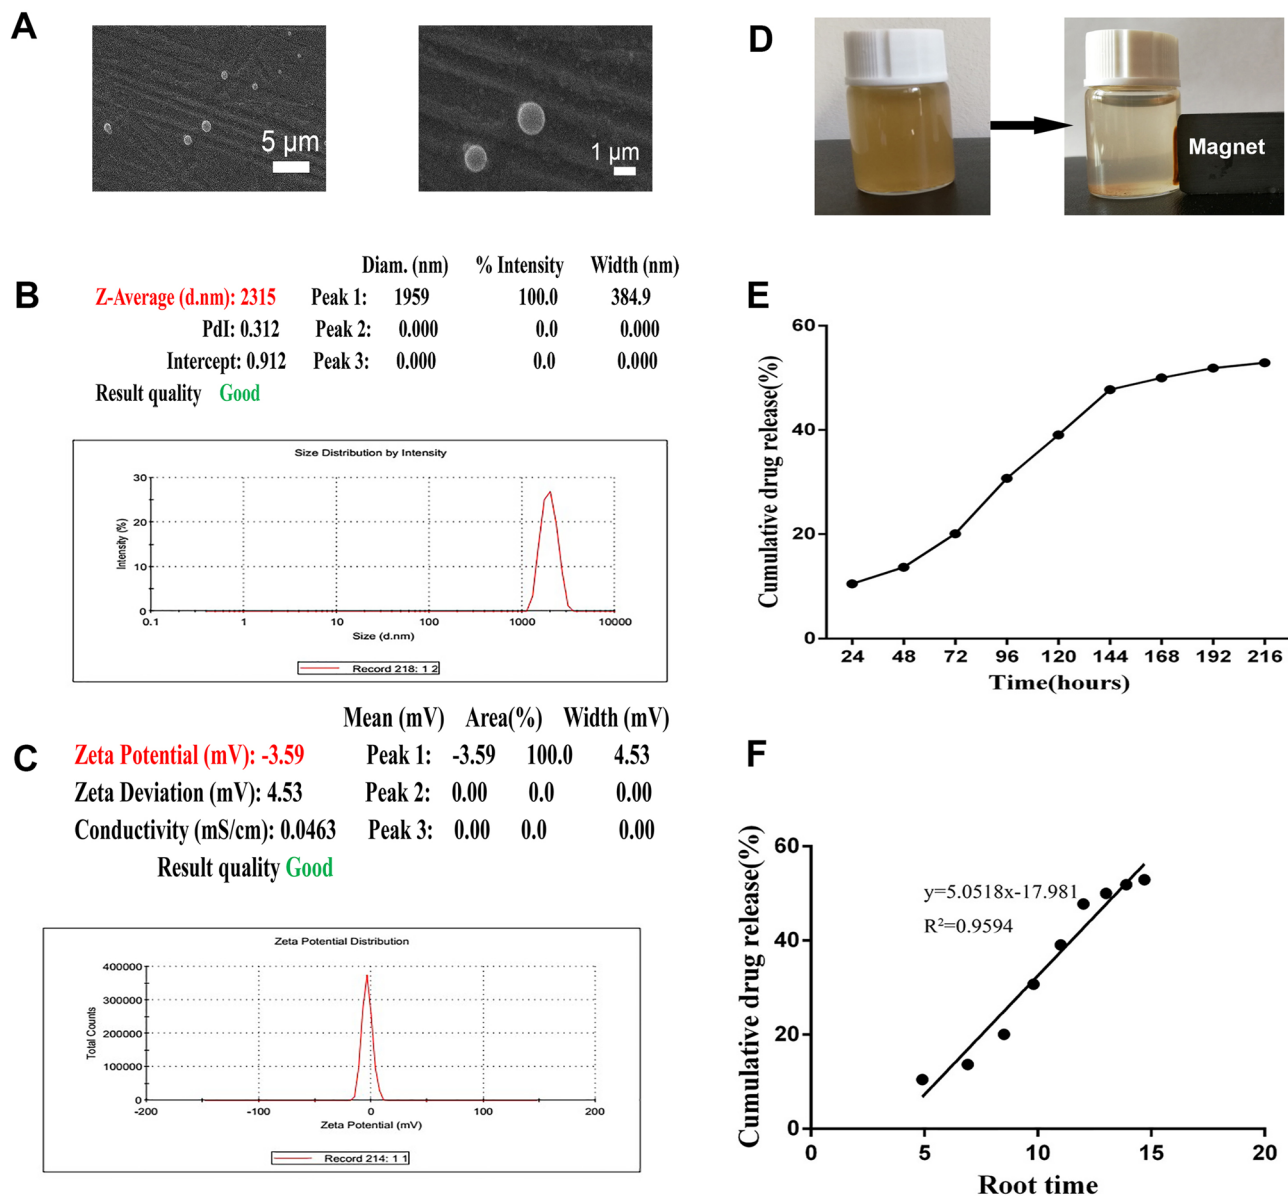 A
5 µm
1 µm
B
Diam. (nm) % Intensity Width (nm)
Z-Average (d.nm): 2315 Peak 1: 1959 100.0 384.9
PdI: 0.312 Peak 2: 0.000 0.0 0.000
Intercept: 0.912 Peak 3: 0.000 0.0 0.000
Result quality Good
Size Distribution by Intensity
Intensity (%)
30
20
10
0
0.1 1 10 100 1000 10000
Size (d.nm)
Record 218: 1 2
C
Mean (mV) Area(%) Width (mV)
Zeta Potential (mV): -3.59 Peak 1: -3.59 100.0 4.53
Zeta Deviation (mV): 4.53 Peak 2: 0.00 0.0 0.00
Conductivity (mS/cm): 0.0463 Peak 3: 0.00 0.0 0.00
Result quality Good
Zeta Potential Distribution
Total Counts
400000
300000
200000
100000
0
-200 -100 0 100 200
Zeta Potential (mV)
Record 214: 1 1
D
Magnet
E
Cumulative drug release(%)
60
40
20
0
24 48 72 96 120 144 168 192 216
Time(hours)
F
Cumulative drug release(%)
60
40
20
0
y=5.0518x-17.981
R²=0.9594
0 5 10 15 20
Root time